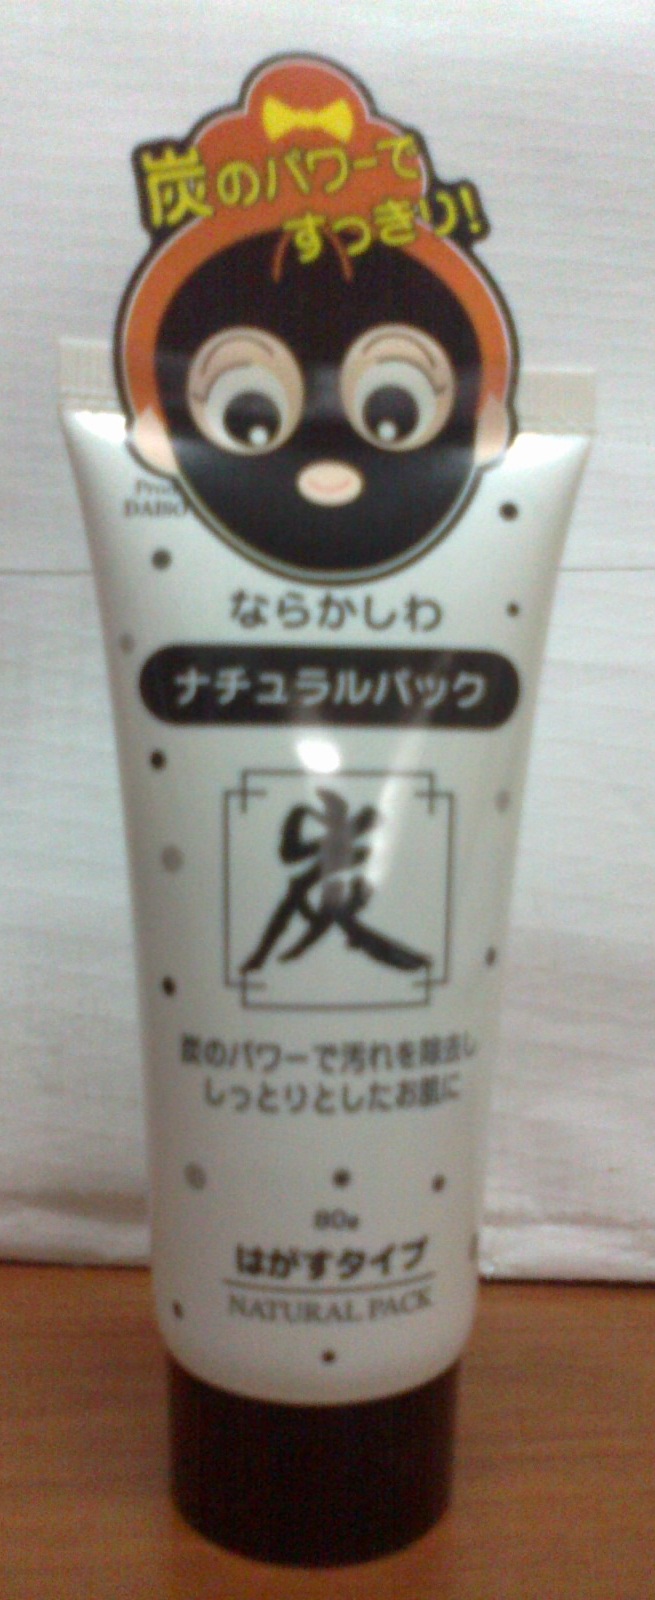 炭のパワーで
すっきり!
ならかしわ
ナチュラルパック
炭
炭のパワーで汚れを除去し
しっとりとしたお肌に
80g
はがすタイプ
NATURAL PACK